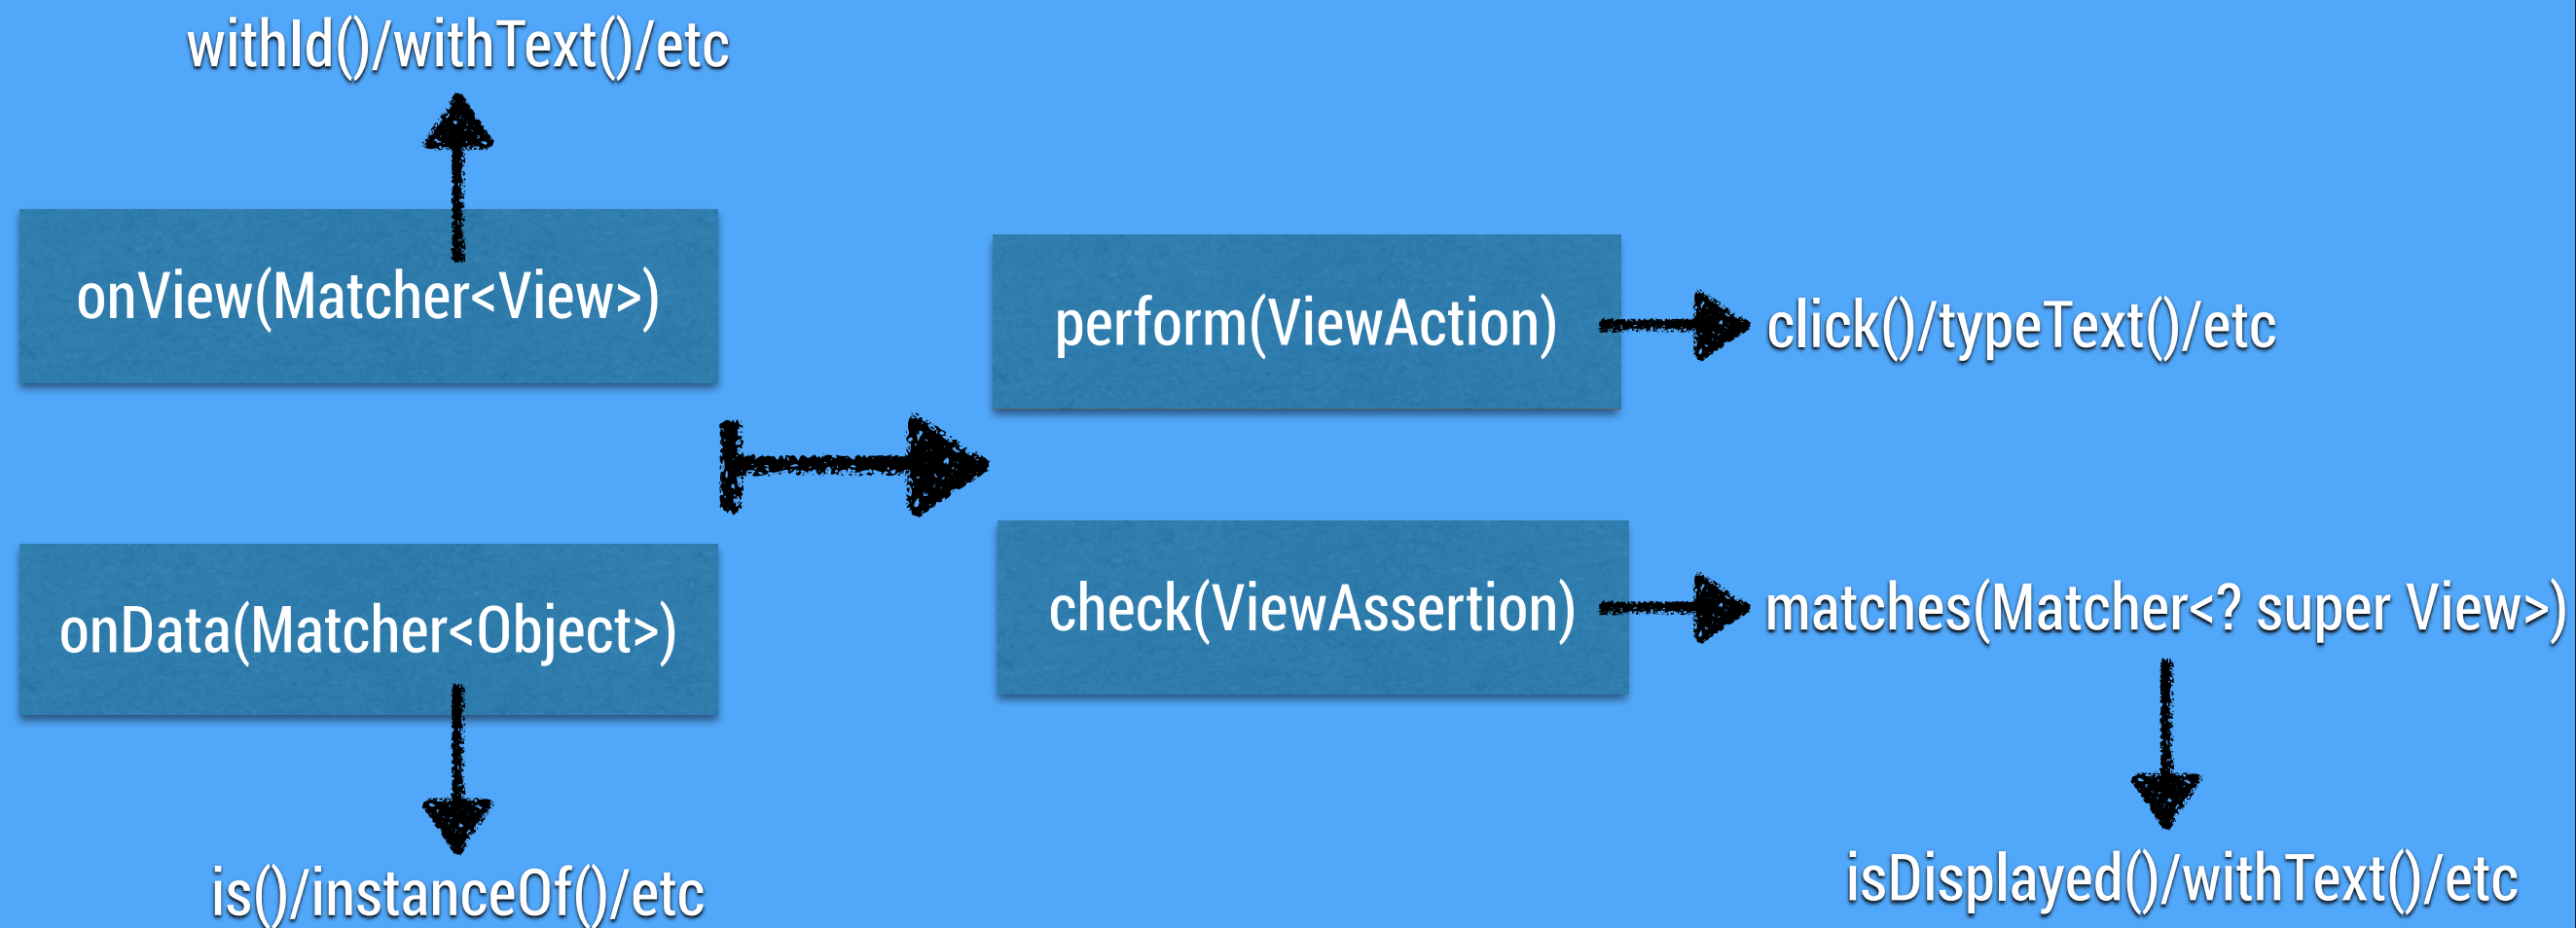 withId()/withText()/etc
onView(Matcher<View>)
perform(ViewAction)
click()/typeText()/etc
onData(Matcher<Object>)
check(ViewAssertion)
matches(Matcher<? super View>)
is()/instanceOf()/etc
isDisplayed()/withText()/etc